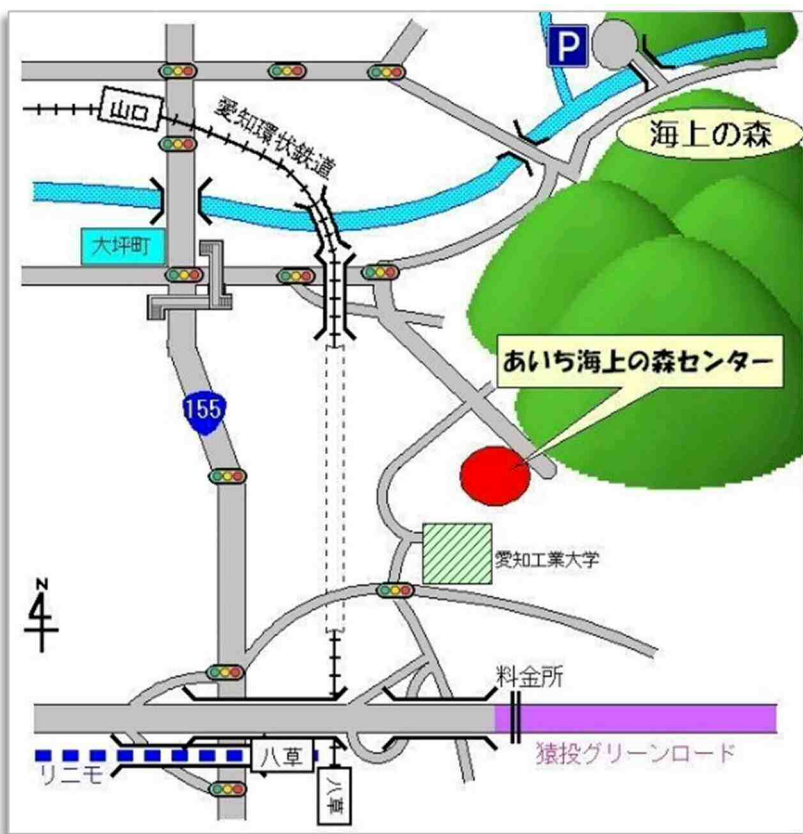 P
山口
愛知環状鉄道
海上の森
大坪町
あいち海上の森センター
155
愛知工業大学
N
料金所
猿投グリーンロード
八草
リニモ
八草